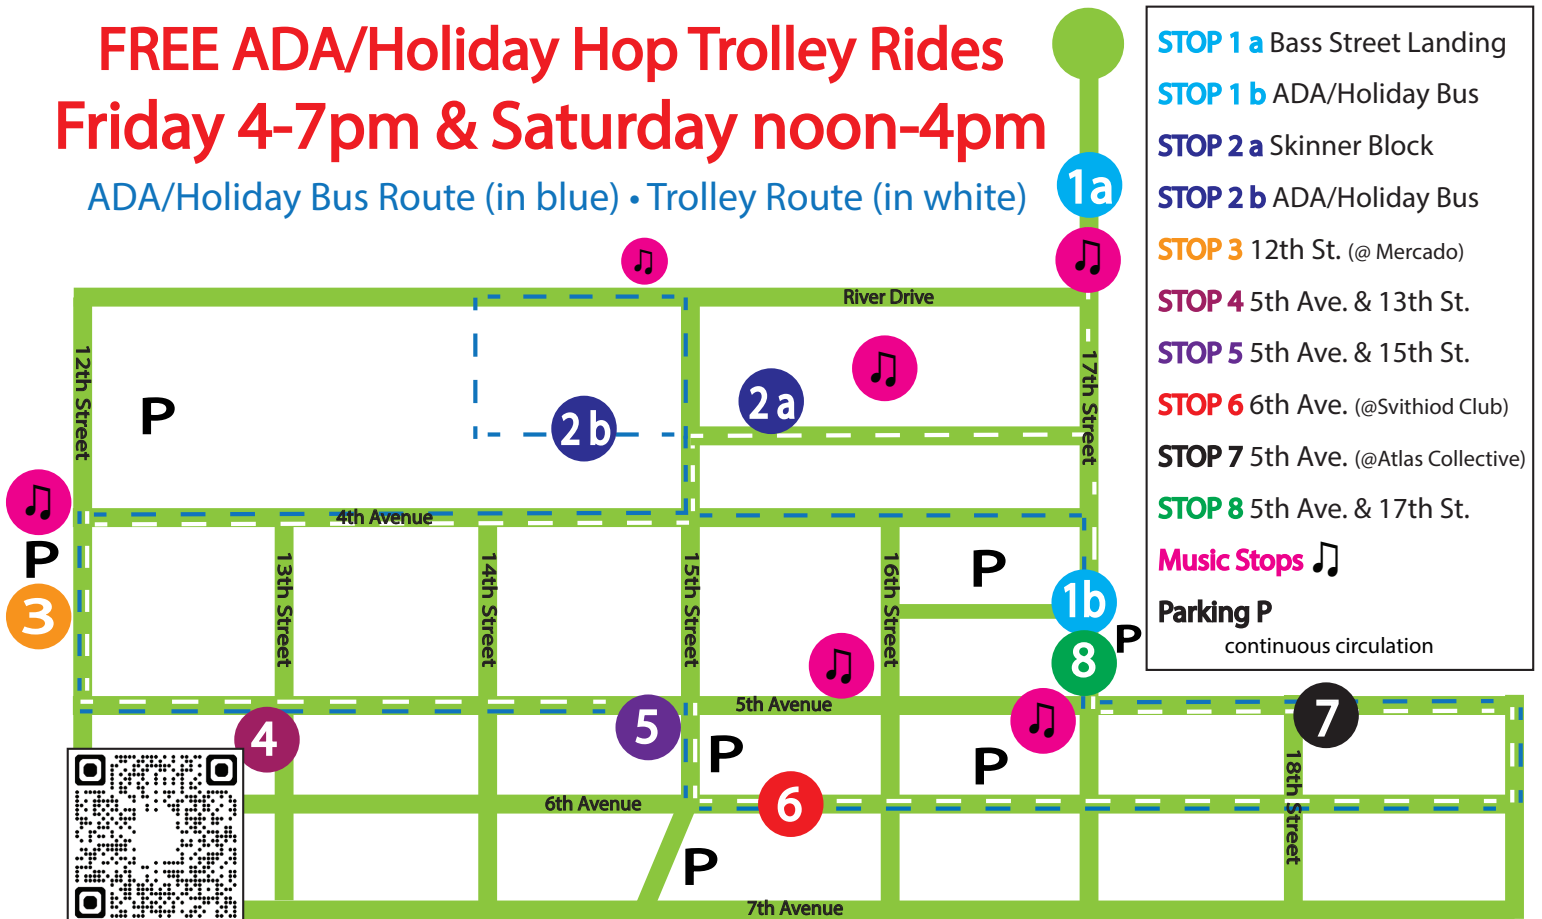 FREE ADA/Holiday Hop Trolley Rides
Friday 4-7pm & Saturday noon-4pm
ADA/Holiday Bus Route (in blue) • Trolley Route (in white)
STOP 1 a Bass Street Landing
STOP 1 b ADA/Holiday Bus
STOP 2 a Skinner Block
STOP 2 b ADA/Holiday Bus
STOP 3 12th St. (@ Mercado)
STOP 4 5th Ave. & 13th St.
STOP 5 5th Ave. & 15th St.
STOP 6 6th Ave. (@Svithiod Club)
STOP 7 5th Ave. (@Atlas Collective)
STOP 8 5th Ave. & 17th St.
Music Stops ♫
Parking P
continuous circulation
1a
River Drive
12th Street
17th Street
P
2 a
2 b
4th Avenue
P
3
13th Street
14th Street
15th Street
16th Street
P
1b
P
8
5th Avenue
4
5
P
P
7
18th Street
6th Avenue
6
P
7th Avenue